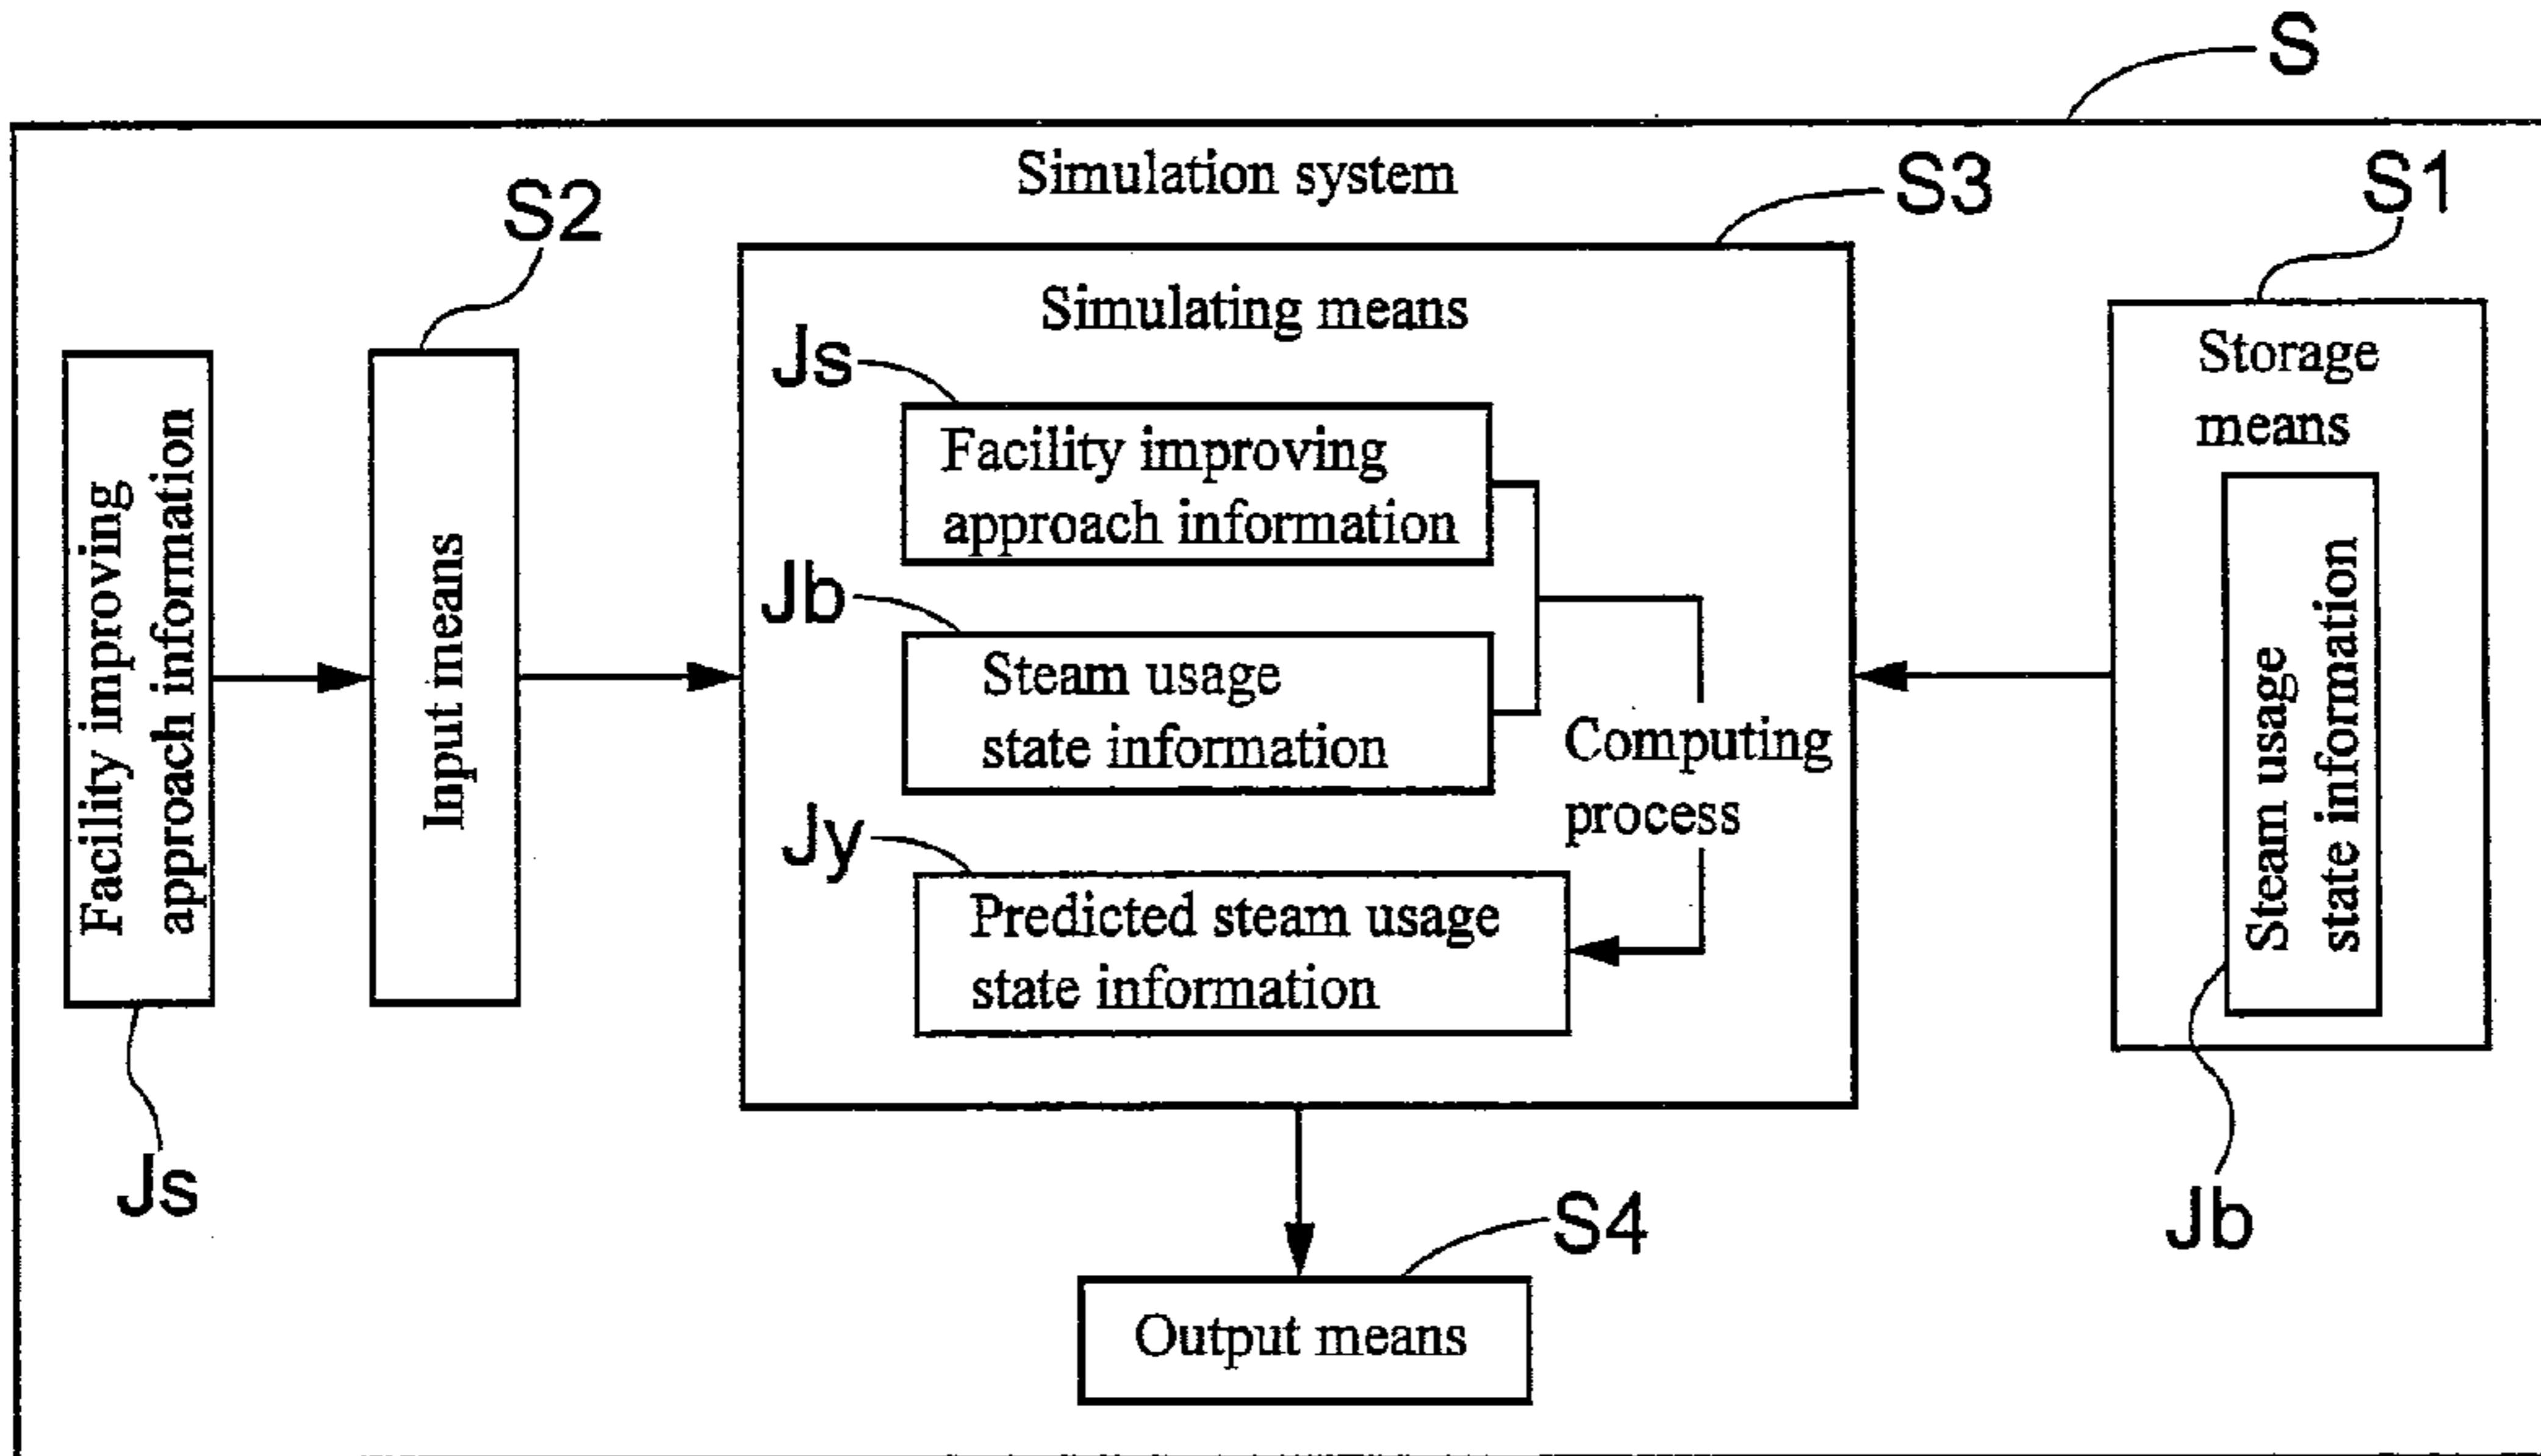 S
Simulation system
S3
S1
S2
Simulating means
Storage
means
Js
Facility improving
approach information
Facility improving
approach information
Input means
Jb
Steam usage
state information
Computing
process
Steam usage
state information
Jy
Predicted steam usage
state information
Js
Jb
S4
Output means